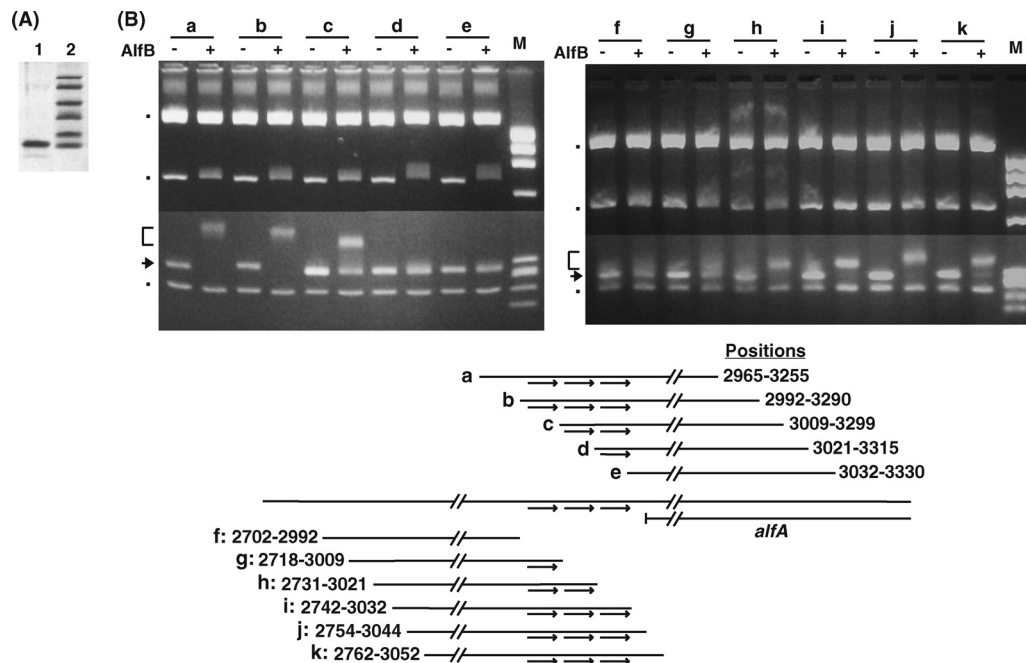 (A)
1 2
(B)
a b c d e
AlfB - + - + - + - + - + M
f g h i j k
AlfB - + - + - + - + - + - + M
Positions
a 2965-3255
b 2992-3290
c 3009-3299
d 3021-3315
e 3032-3330
alfA
f: 2702-2992
g: 2718-3009
h: 2731-3021
i: 2742-3032
j: 2754-3044
k: 2762-3052